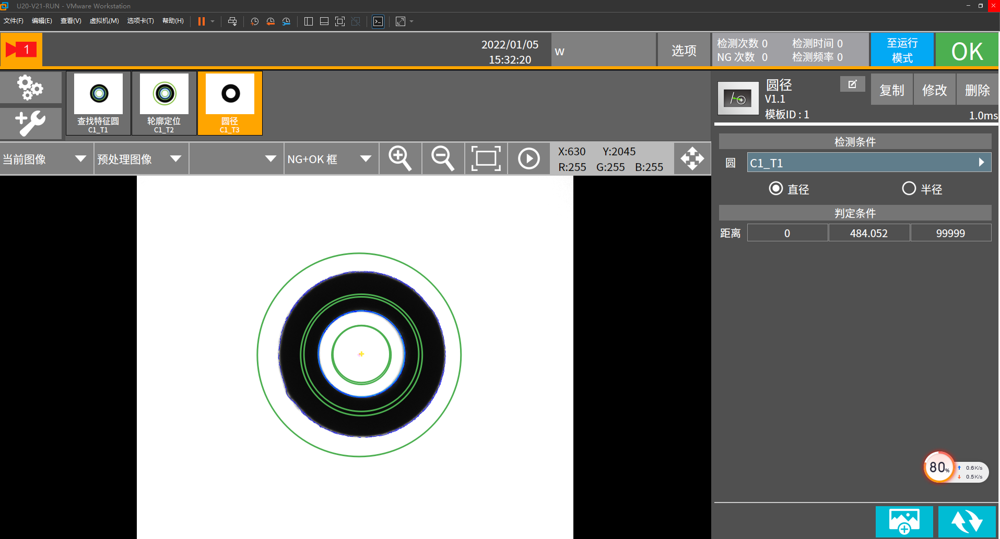 U20-V21-RUN - VMware Workstation
文件(F) 编辑(E) 查看(V) 虚拟机(M) 选项卡(T) 帮助(H)
1
2022/01/05
15:32:20
w
选项
检测次数 0 检测时间 0
NG 次数 0 检测频率 0
至运行
模式
OK
查找特征圆
C1_T1
轮廓定位
C1_T2
圆径
C1_T3
圆径
V1.1
模板ID : 1
复制
修改
删除
1.0ms
当前图像
预处理图像
NG+OK 框
X:630 Y:2045
R:255 G:255 B:255
检测条件
圆 C1_T1
直径 半径
判定条件
距离 0 484.052 99999
80%
0.6K/s
0.5K/s